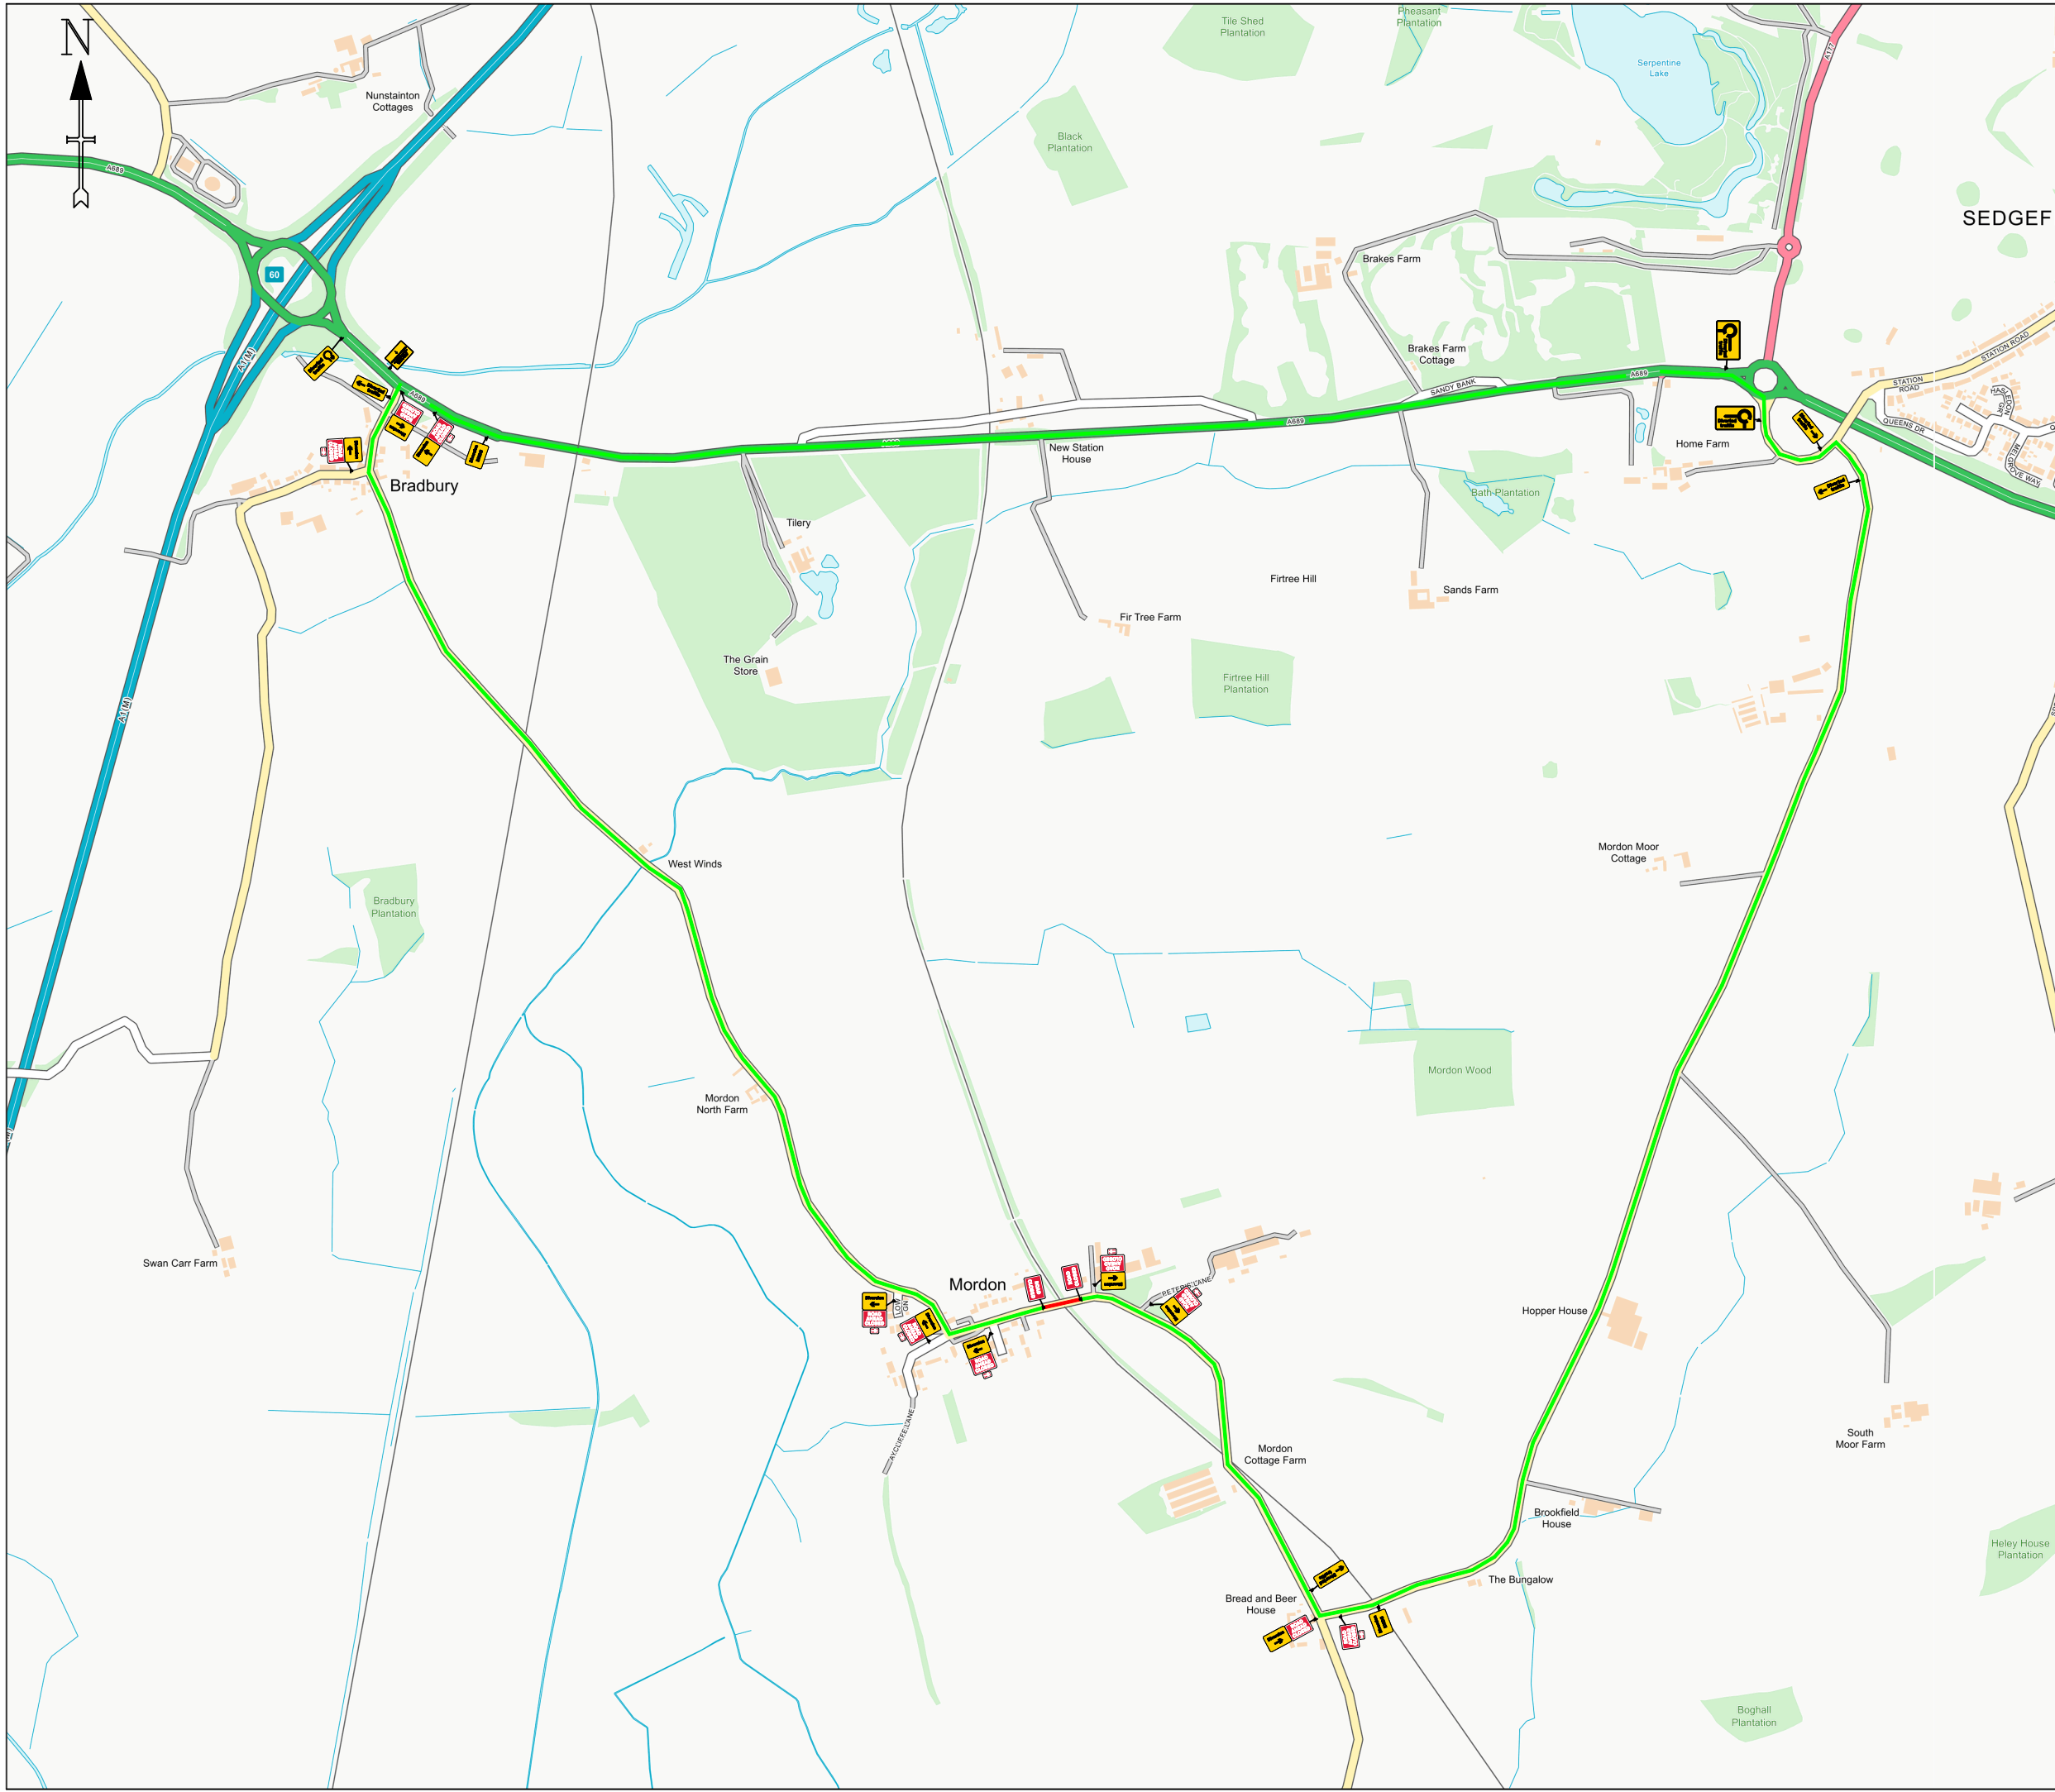 N
Tile Shed
Plantation
Pheasant
Plantation
Serpentine
Lake
A177
Nunstainton
Cottages
Black
Plantation
A689
SEDGEF
60
Brakes Farm
A1(M)
Brakes Farm
Cottage
STATION ROAD
STATION
ROAD
SANDY BANK
A689
A689
A689
QUEENS DR
Home Farm
New Station
House
Bradbury
Bath Plantation
Tilery
Firtree Hill
Sands Farm
Fir Tree Farm
The Grain
Store
Firtree Hill
Plantation
A1(M)
West Winds
Mordon Moor
Cottage
Bradbury
Plantation
Mordon Wood
Mordon
North Farm
Swan Carr Farm
Mordon
Hopper House
AYCLIFFE LANE
Mordon
Cottage Farm
South
Moor Farm
Brookfield
House
Heley House
Plantation
The Bungalow
Bread and Beer
House
Boghall
Plantation